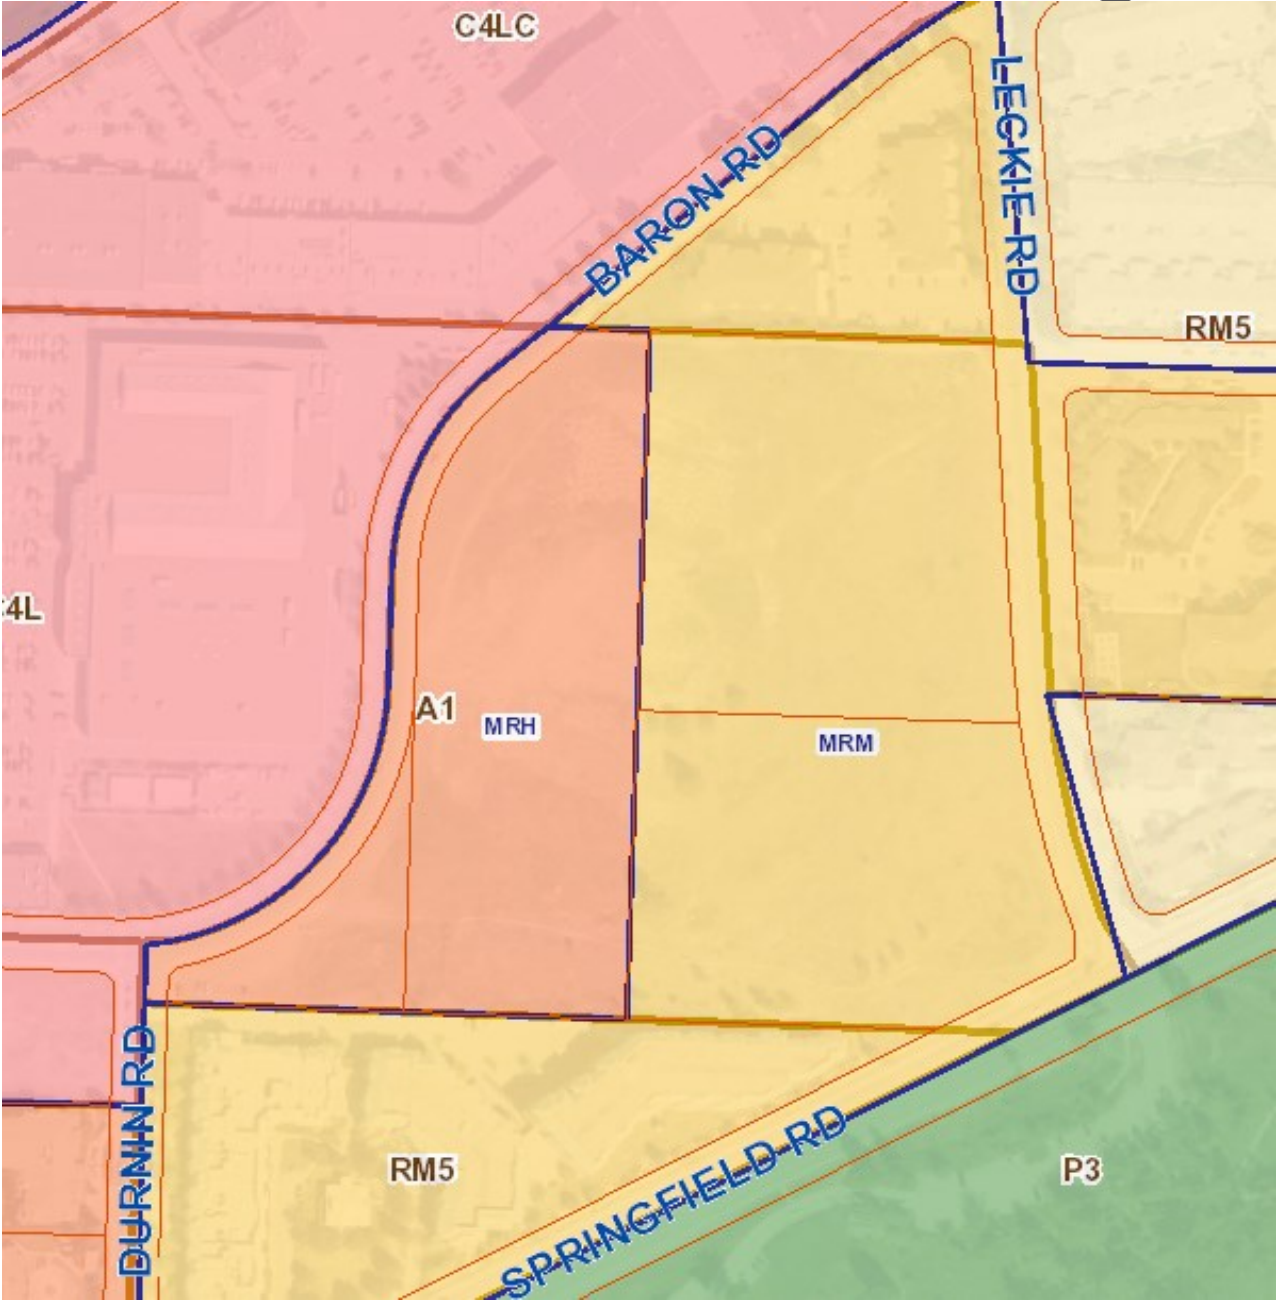 C4LC
LECKIE RD
BARON RD
RM5
C4L
A1
MRH
MRM
DURNIN RD
RM5
SPRINGFIELD RD
P3